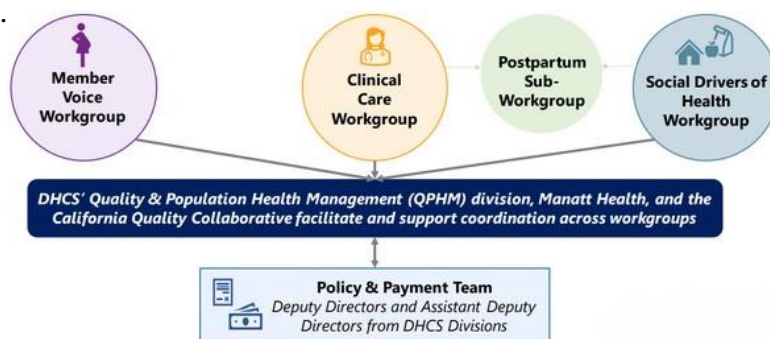 .
Member
Voice
Workgroup
Clinical
Care
Workgroup
Postpartum
Sub-
Workgroup
Social Drivers of
Health
Workgroup
DHCS’ Quality & Population Health Management (QPHM) division, Manatt Health, and the
California Quality Collaborative facilitate and support coordination across workgroups
Policy & Payment Team
Deputy Directors and Assistant Deputy
Directors from DHCS Divisions